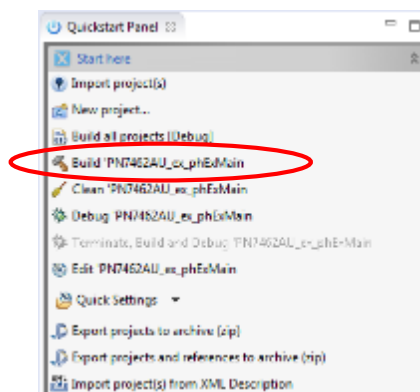 Quickstart Panel
Start here
Import project(s)
New project...
Build all projects [Debug]
Build 'PN7462AU_ex_phExMain
Clean 'PN7462AU_ex_phExMain
Debug 'PN7462AU_ex_phExMain
Terminate, Build and Debug 'PN7462AU_ex_phExMain
Edit 'PN7462AU_ex_phExMain
Quick Settings
Export projects to archive (zip)
Export projects and references to archive (zip)
Import project(s) from XML Description